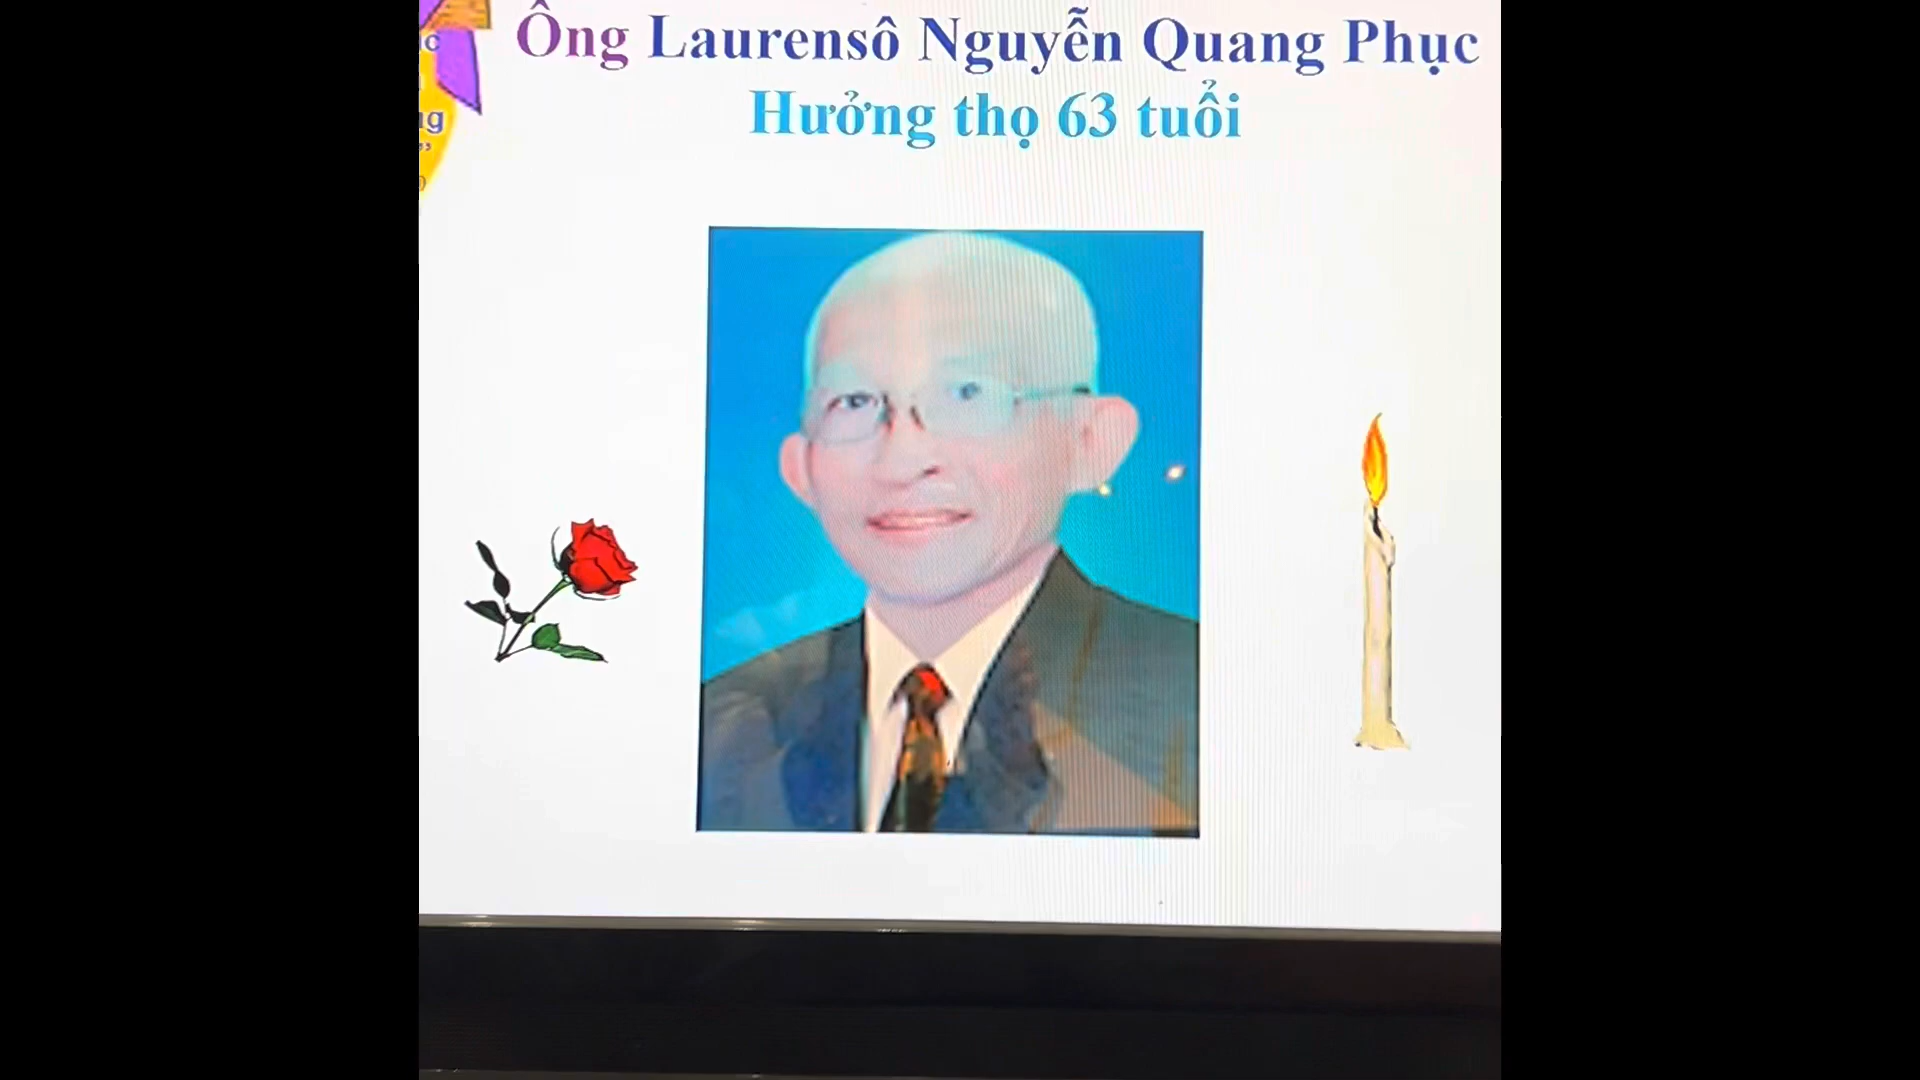 Ông Laurensô Nguyễn Quang Phục
Hưởng thọ 63 tuổi